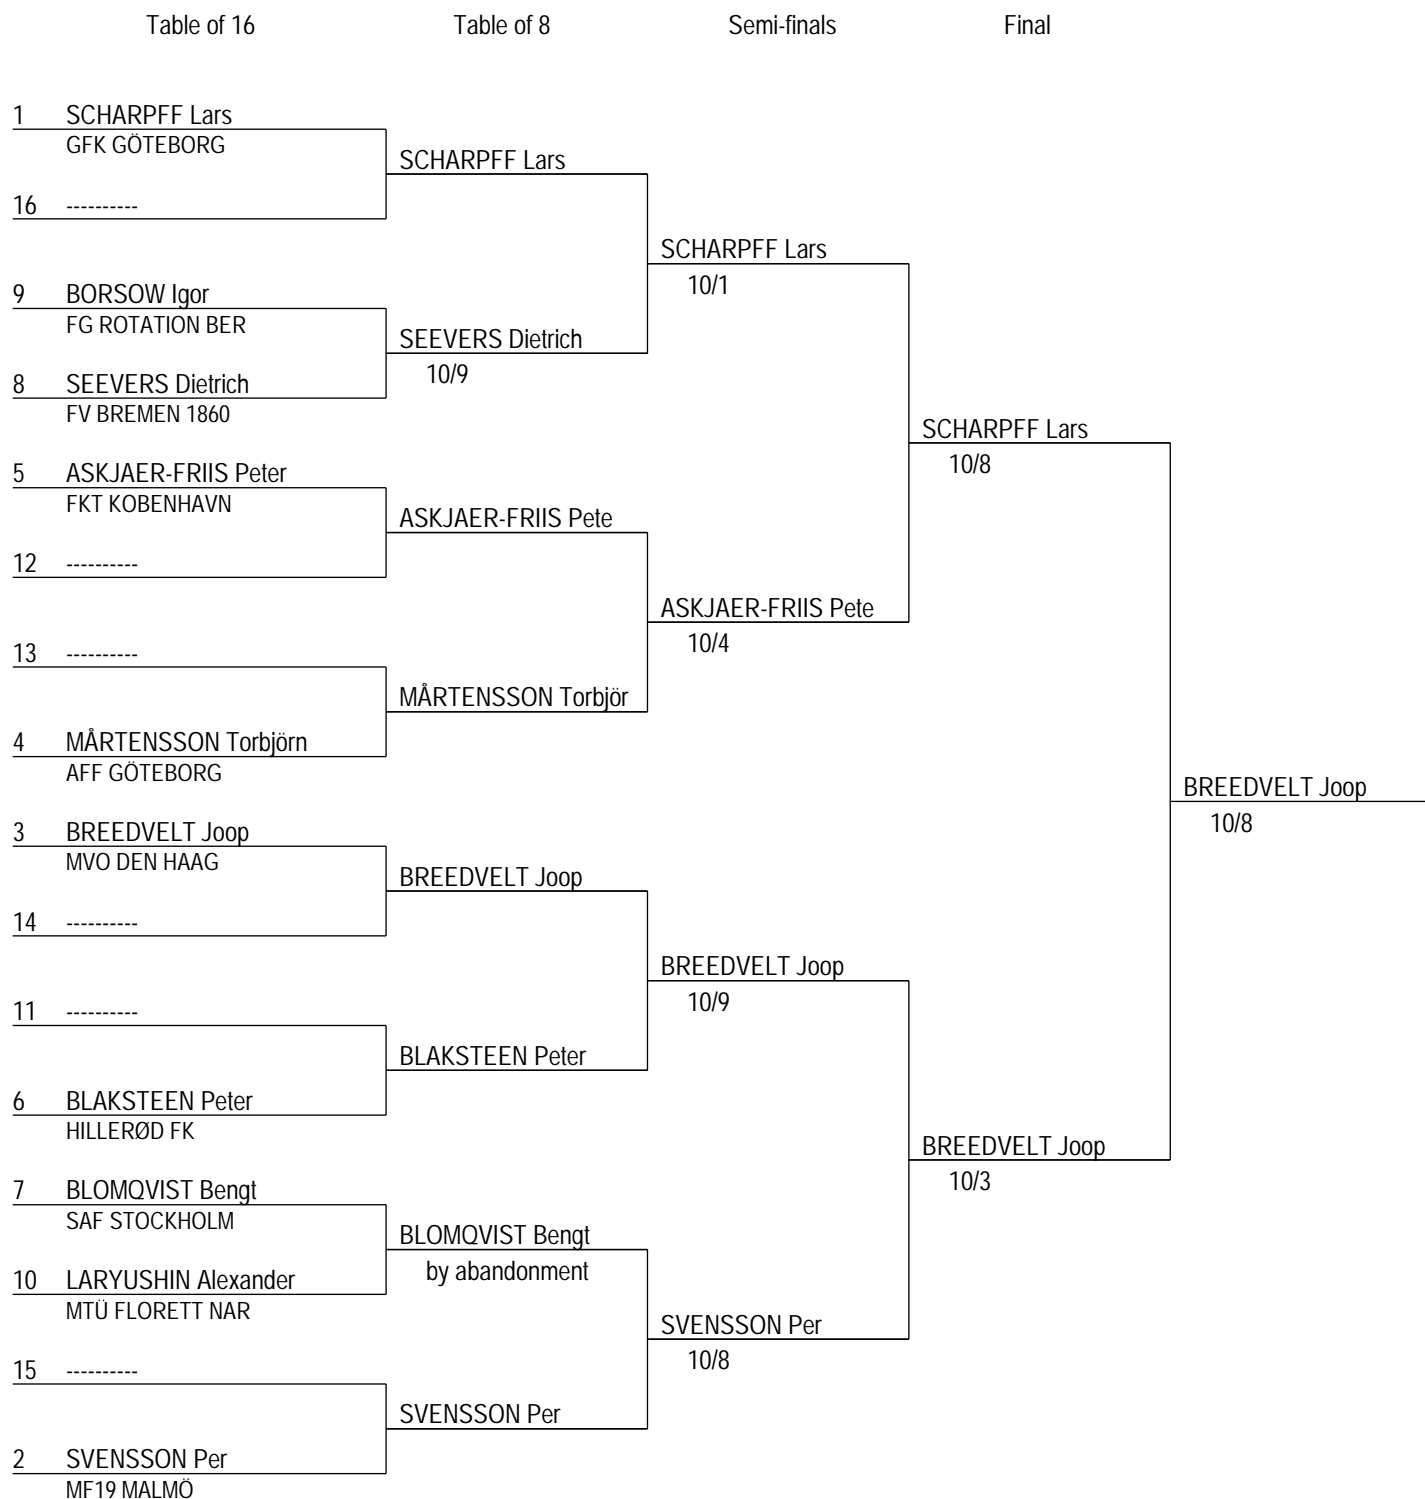 Table of 16 Table of 8 Semi-finals Final
1 SCHARPFF Lars
GFK GÖTEBORG
SCHARPFF Lars
16 ----------
SCHARPFF Lars
10/1
9 BORSOW Igor
FG ROTATION BER
SEEVERS Dietrich
10/9
8 SEEVERS Dietrich
FV BREMEN 1860
SCHARPFF Lars
10/8
5 ASKJAER-FRIIS Peter
FKT KOBENHAVN
ASKJAER-FRIIS Pete
12 ----------
ASKJAER-FRIIS Pete
10/4
13 ----------
MÅRTENSSON Torbjör
4 MÅRTENSSON Torbjörn
AFF GÖTEBORG
BREEDVELT Joop
10/8
3 BREEDVELT Joop
MVO DEN HAAG
BREEDVELT Joop
14 ----------
BREEDVELT Joop
10/9
11 ----------
BLAKSTEEN Peter
6 BLAKSTEEN Peter
HILLERØD FK
BREEDVELT Joop
10/3
7 BLOMQVIST Bengt
SAF STOCKHOLM
BLOMQVIST Bengt
by abandonment
10 LARYUSHIN Alexander
MTÜ FLORETT NAR
SVENSSON Per
10/8
15 ----------
SVENSSON Per
2 SVENSSON Per
MF19 MALMÖ